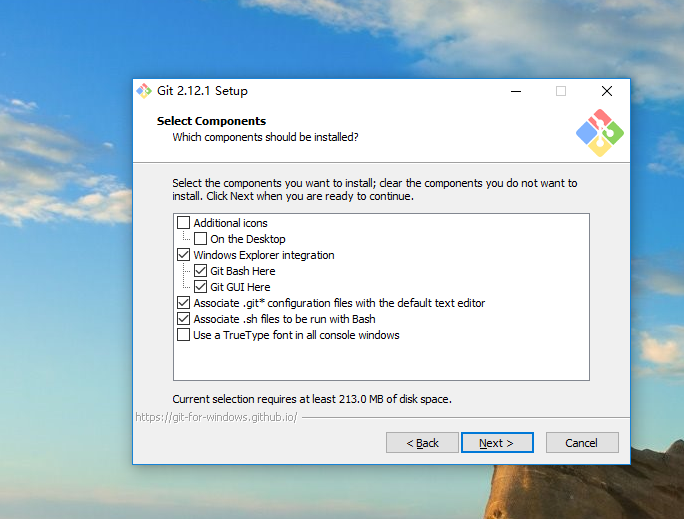 Git 2.12.1 Setup
Select Components
Which components should be installed?
Select the components you want to install; clear the components you do not want to
install. Click Next when you are ready to continue.
Additional icons
On the Desktop
Windows Explorer integration
Git Bash Here
Git GUI Here
Associate .git* configuration files with the default text editor
Associate .sh files to be run with Bash
Use a TrueType font in all console windows
Current selection requires at least 213.0 MB of disk space.
https://git-for-windows.github.io/
< Back
Next >
Cancel